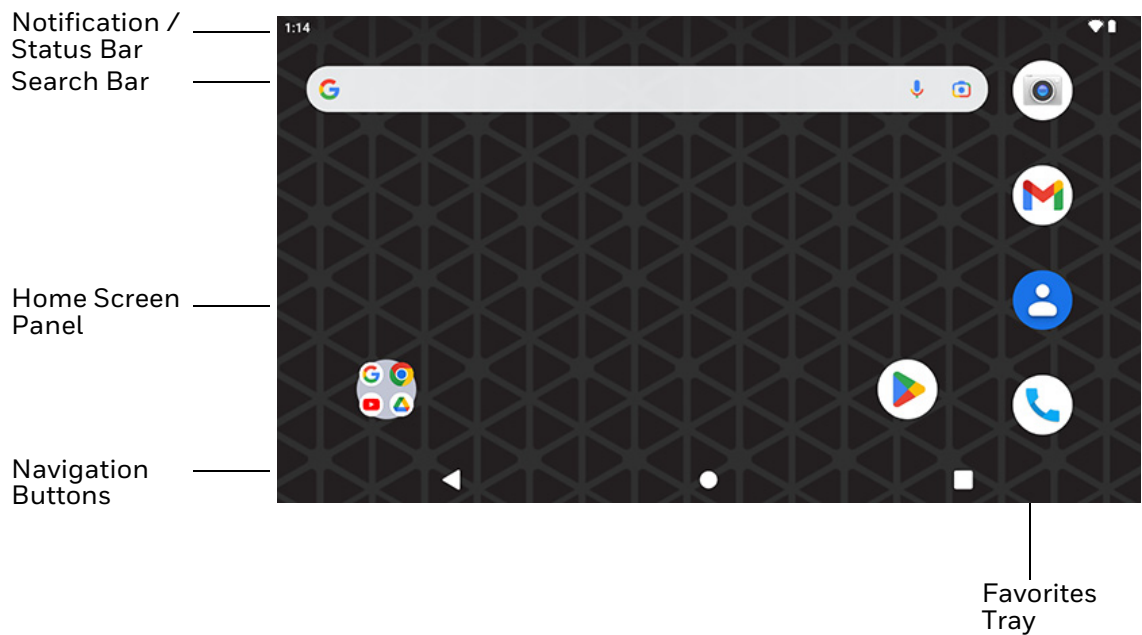 Notification /
Status Bar
Search Bar
1:14
Home Screen
Panel
Navigation
Buttons
Favorites
Tray